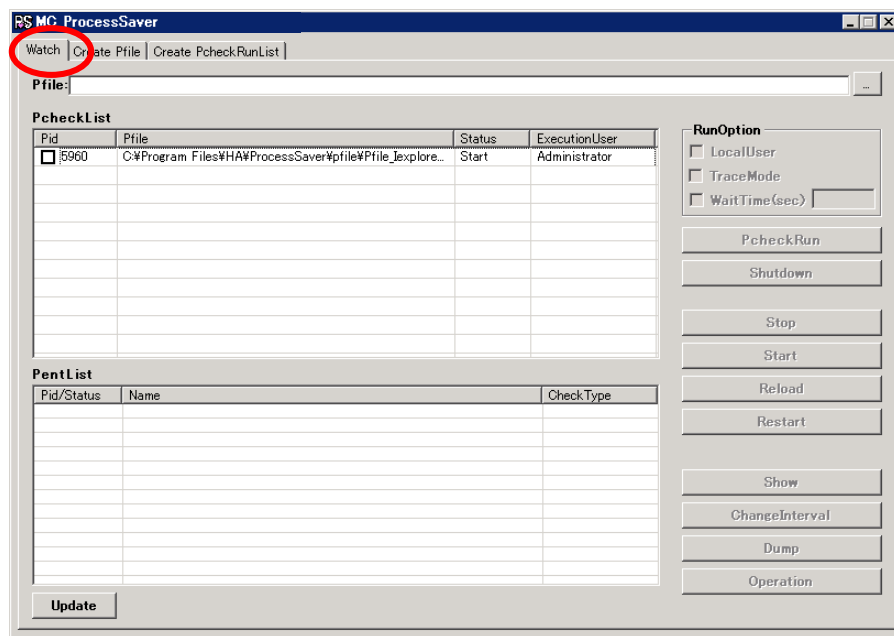 PS MC ProcessSaver
Watch Create Pfile Create PcheckRunList
Pfile: ...
PcheckList
Pid Pfile Status ExecutionUser
5960 C:¥Program Files¥HA¥ProcessSaver¥pfile¥Pfile_Iexplore... Start Administrator
RunOption
LocalUser
TraceMode
WaitTime(sec)
PcheckRun
Shutdown
Stop
Start
Reload
Restart
PentList
Pid/Status Name CheckType
Show
ChangeInterval
Dump
Operation
Update